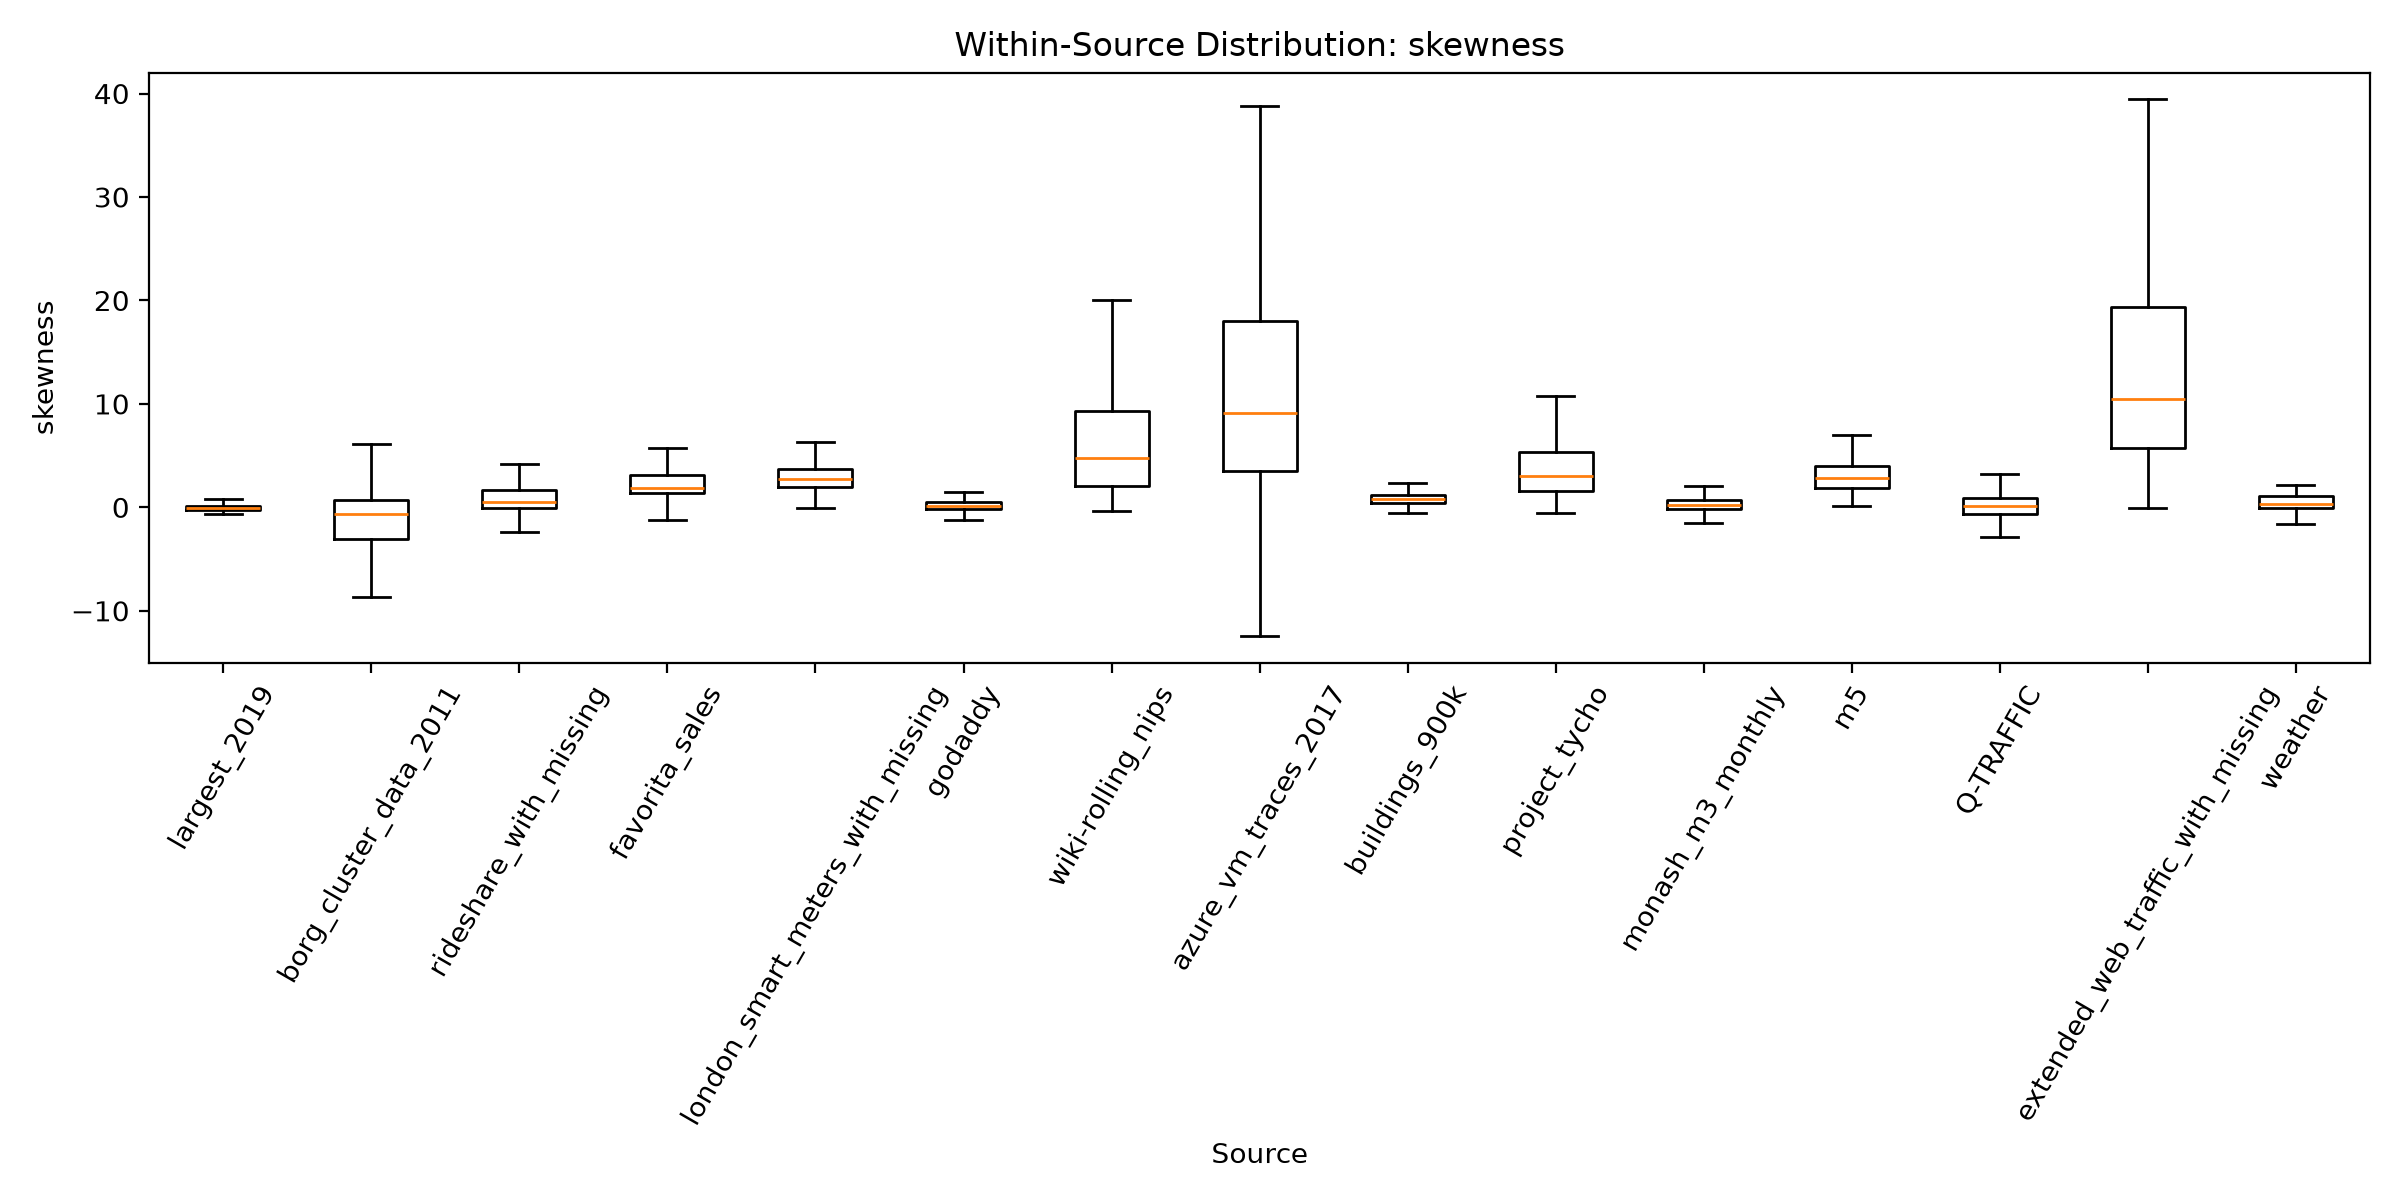 Within-Source Distribution: skewness
40
30
20
10
0
−10
skewness
largest_2019
borg_cluster_data_2011
rideshare_with_missing
favorita_sales
london_smart_meters_with_missing
godaddy
wiki-rolling_nips
azure_vm_traces_2017
buildings_900k
project_tycho
monash_m3_monthly
m5
Q-TRAFFIC
extended_web_traffic_with_missing
weather
Source